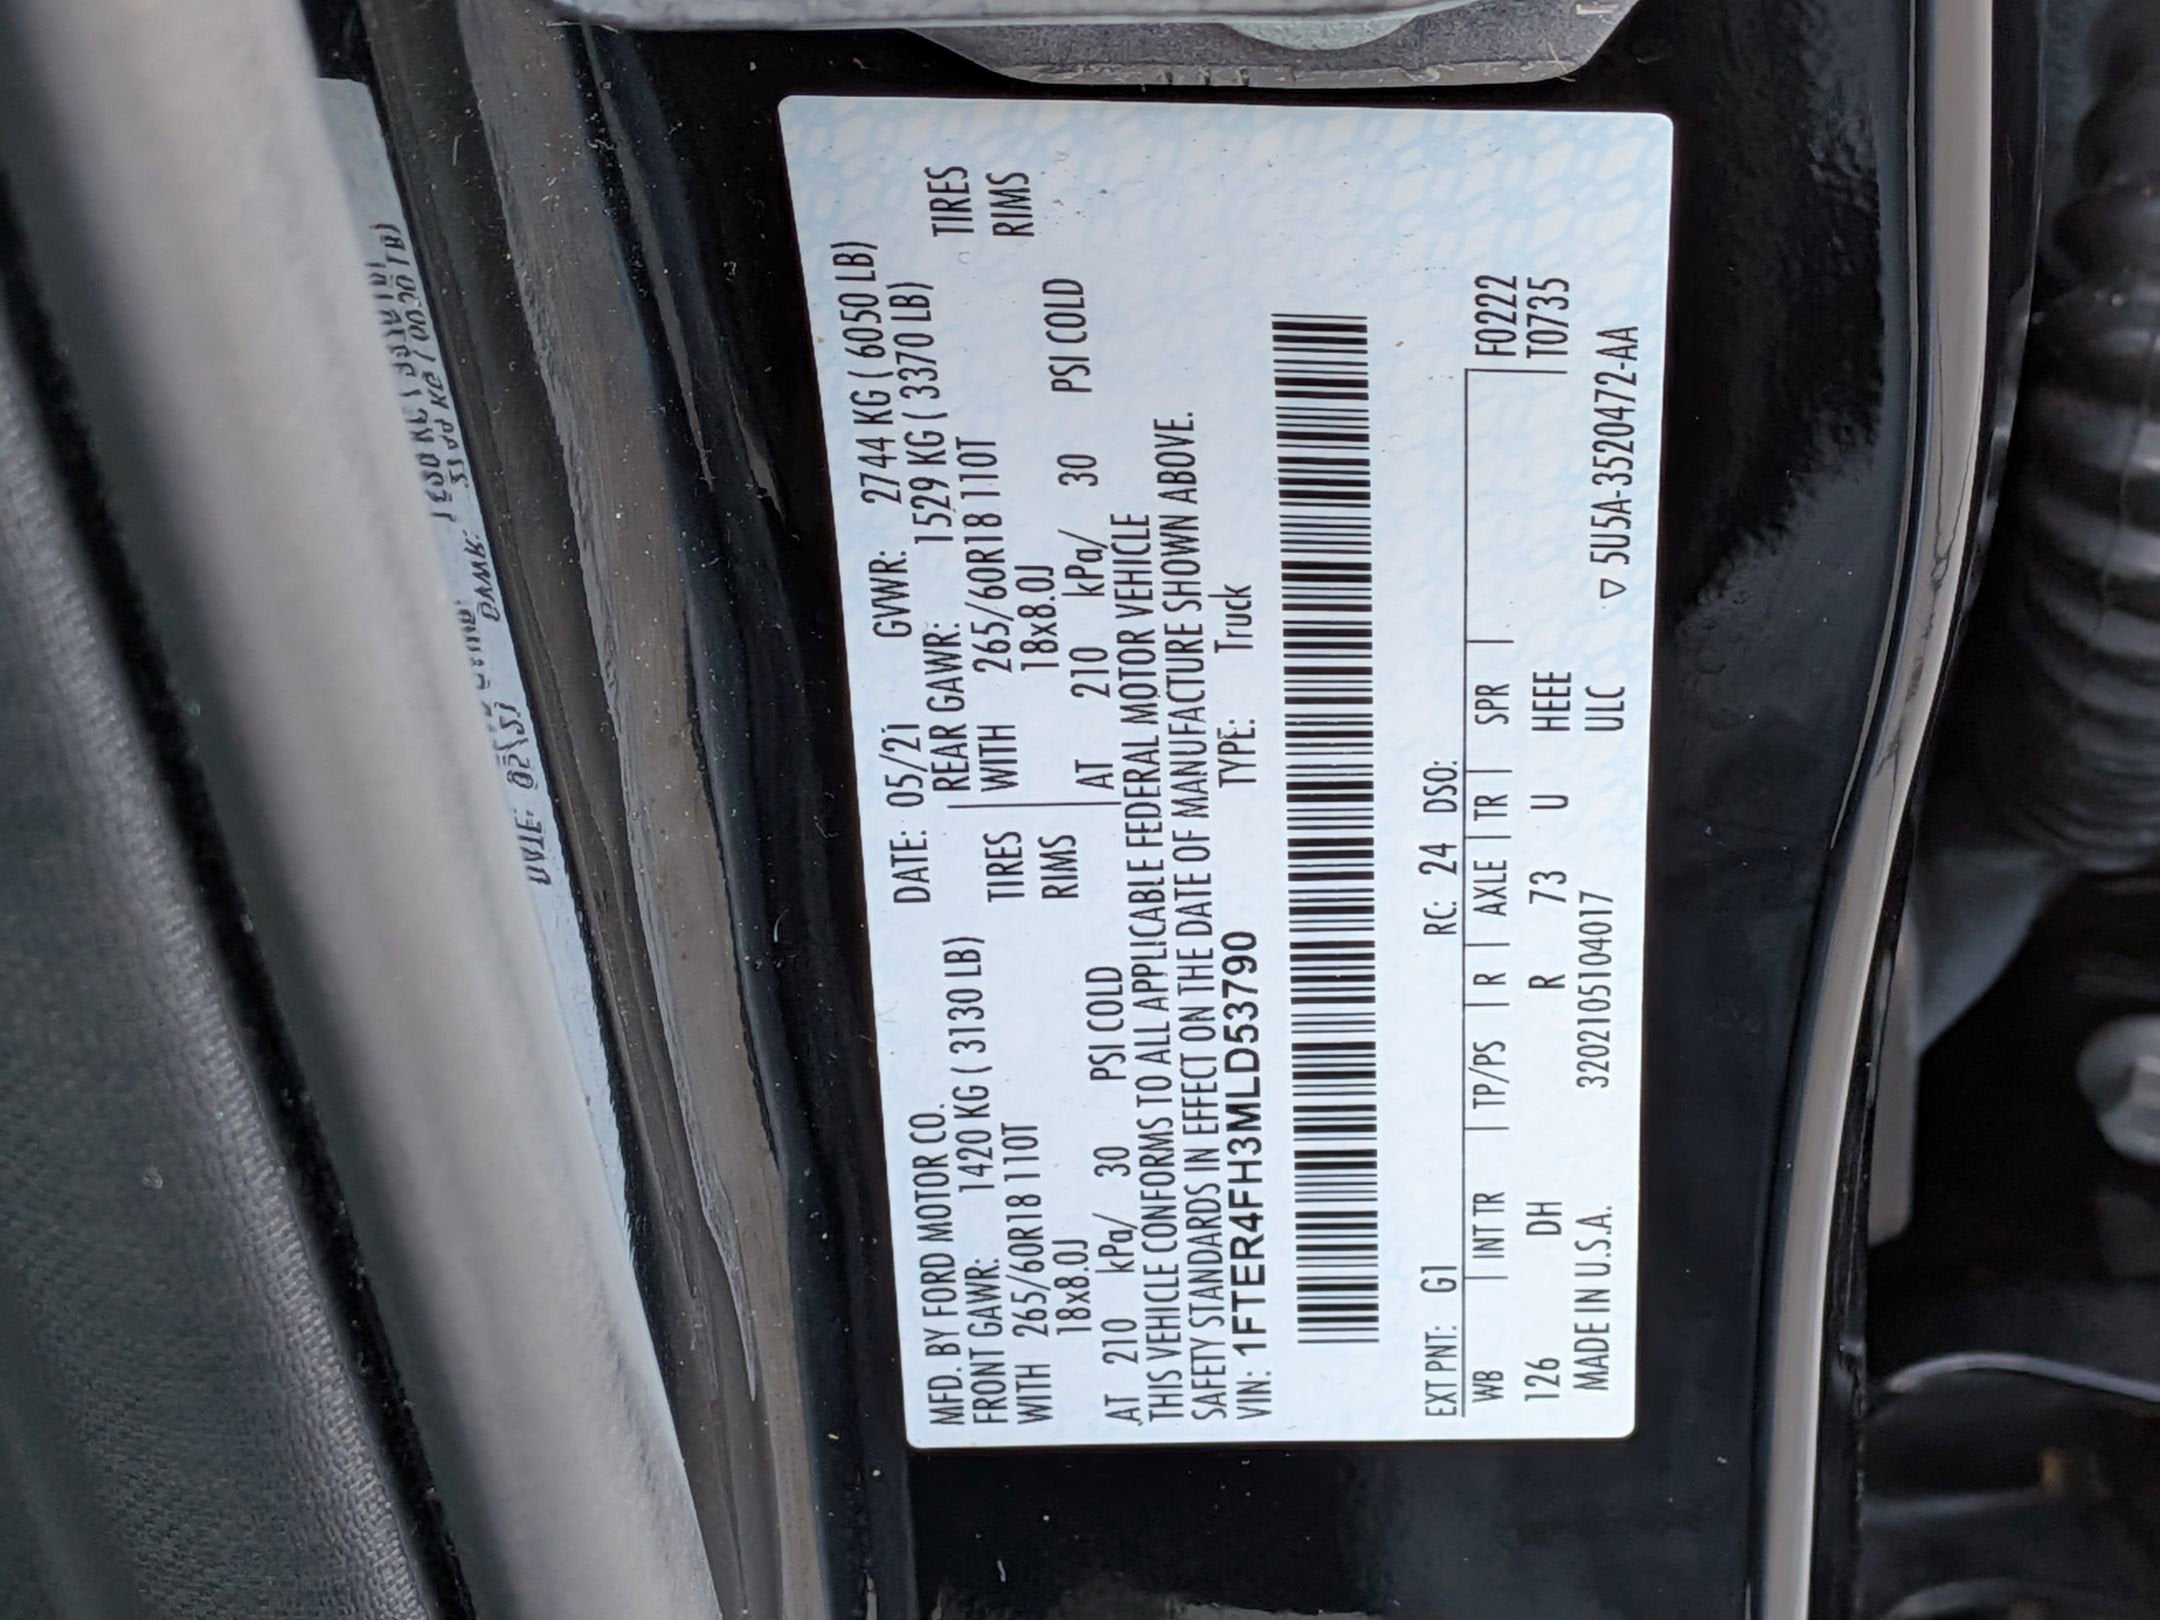 MFD. BY FORD MOTOR CO. DATE: 05/21 GVWR: 2744 KG ( 6050 LB)
FRONT GAWR: 1420 KG ( 3130 LB) REAR GAWR: 1529 KG ( 3370 LB)
WITH 265/60R18 110T TIRES WITH 265/60R18 110T TIRES
18x8.0J RIMS 18x8.0J RIMS
AT 210 kPa/ 30 PSI COLD AT 210 kPa/ 30 PSI COLD
THIS VEHICLE CONFORMS TO ALL APPLICABLE FEDERAL MOTOR VEHICLE
SAFETY STANDARDS IN EFFECT ON THE DATE OF MANUFACTURE SHOWN ABOVE.
VIN: 1FTER4FH3MLD53790 TYPE: Truck
EXT PNT: G1 RC: 24 DSO:
WB | INT TR | TP/PS | R | AXLE | TR | SPR | F0222
126 DH R 73 U HEEE T0735
MADE IN U.S.A. 320210510401​7 ULC ▽ 5U5A-3520472-AA